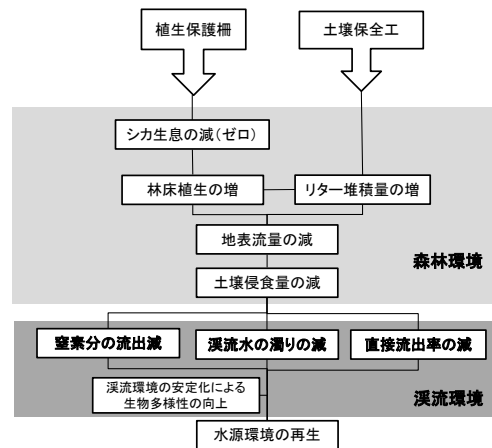 植生保護柵
土壌保全工
シカ生息の減(ゼロ)
林床植生の増
リター堆積量の増
地表流量の減
土壌侵食量の減
森林環境
窒素分の流出減
渓流水の濁りの減
直接流出率の減
渓流環境の安定化による
生物多様性の向上
渓流環境
水源環境の再生